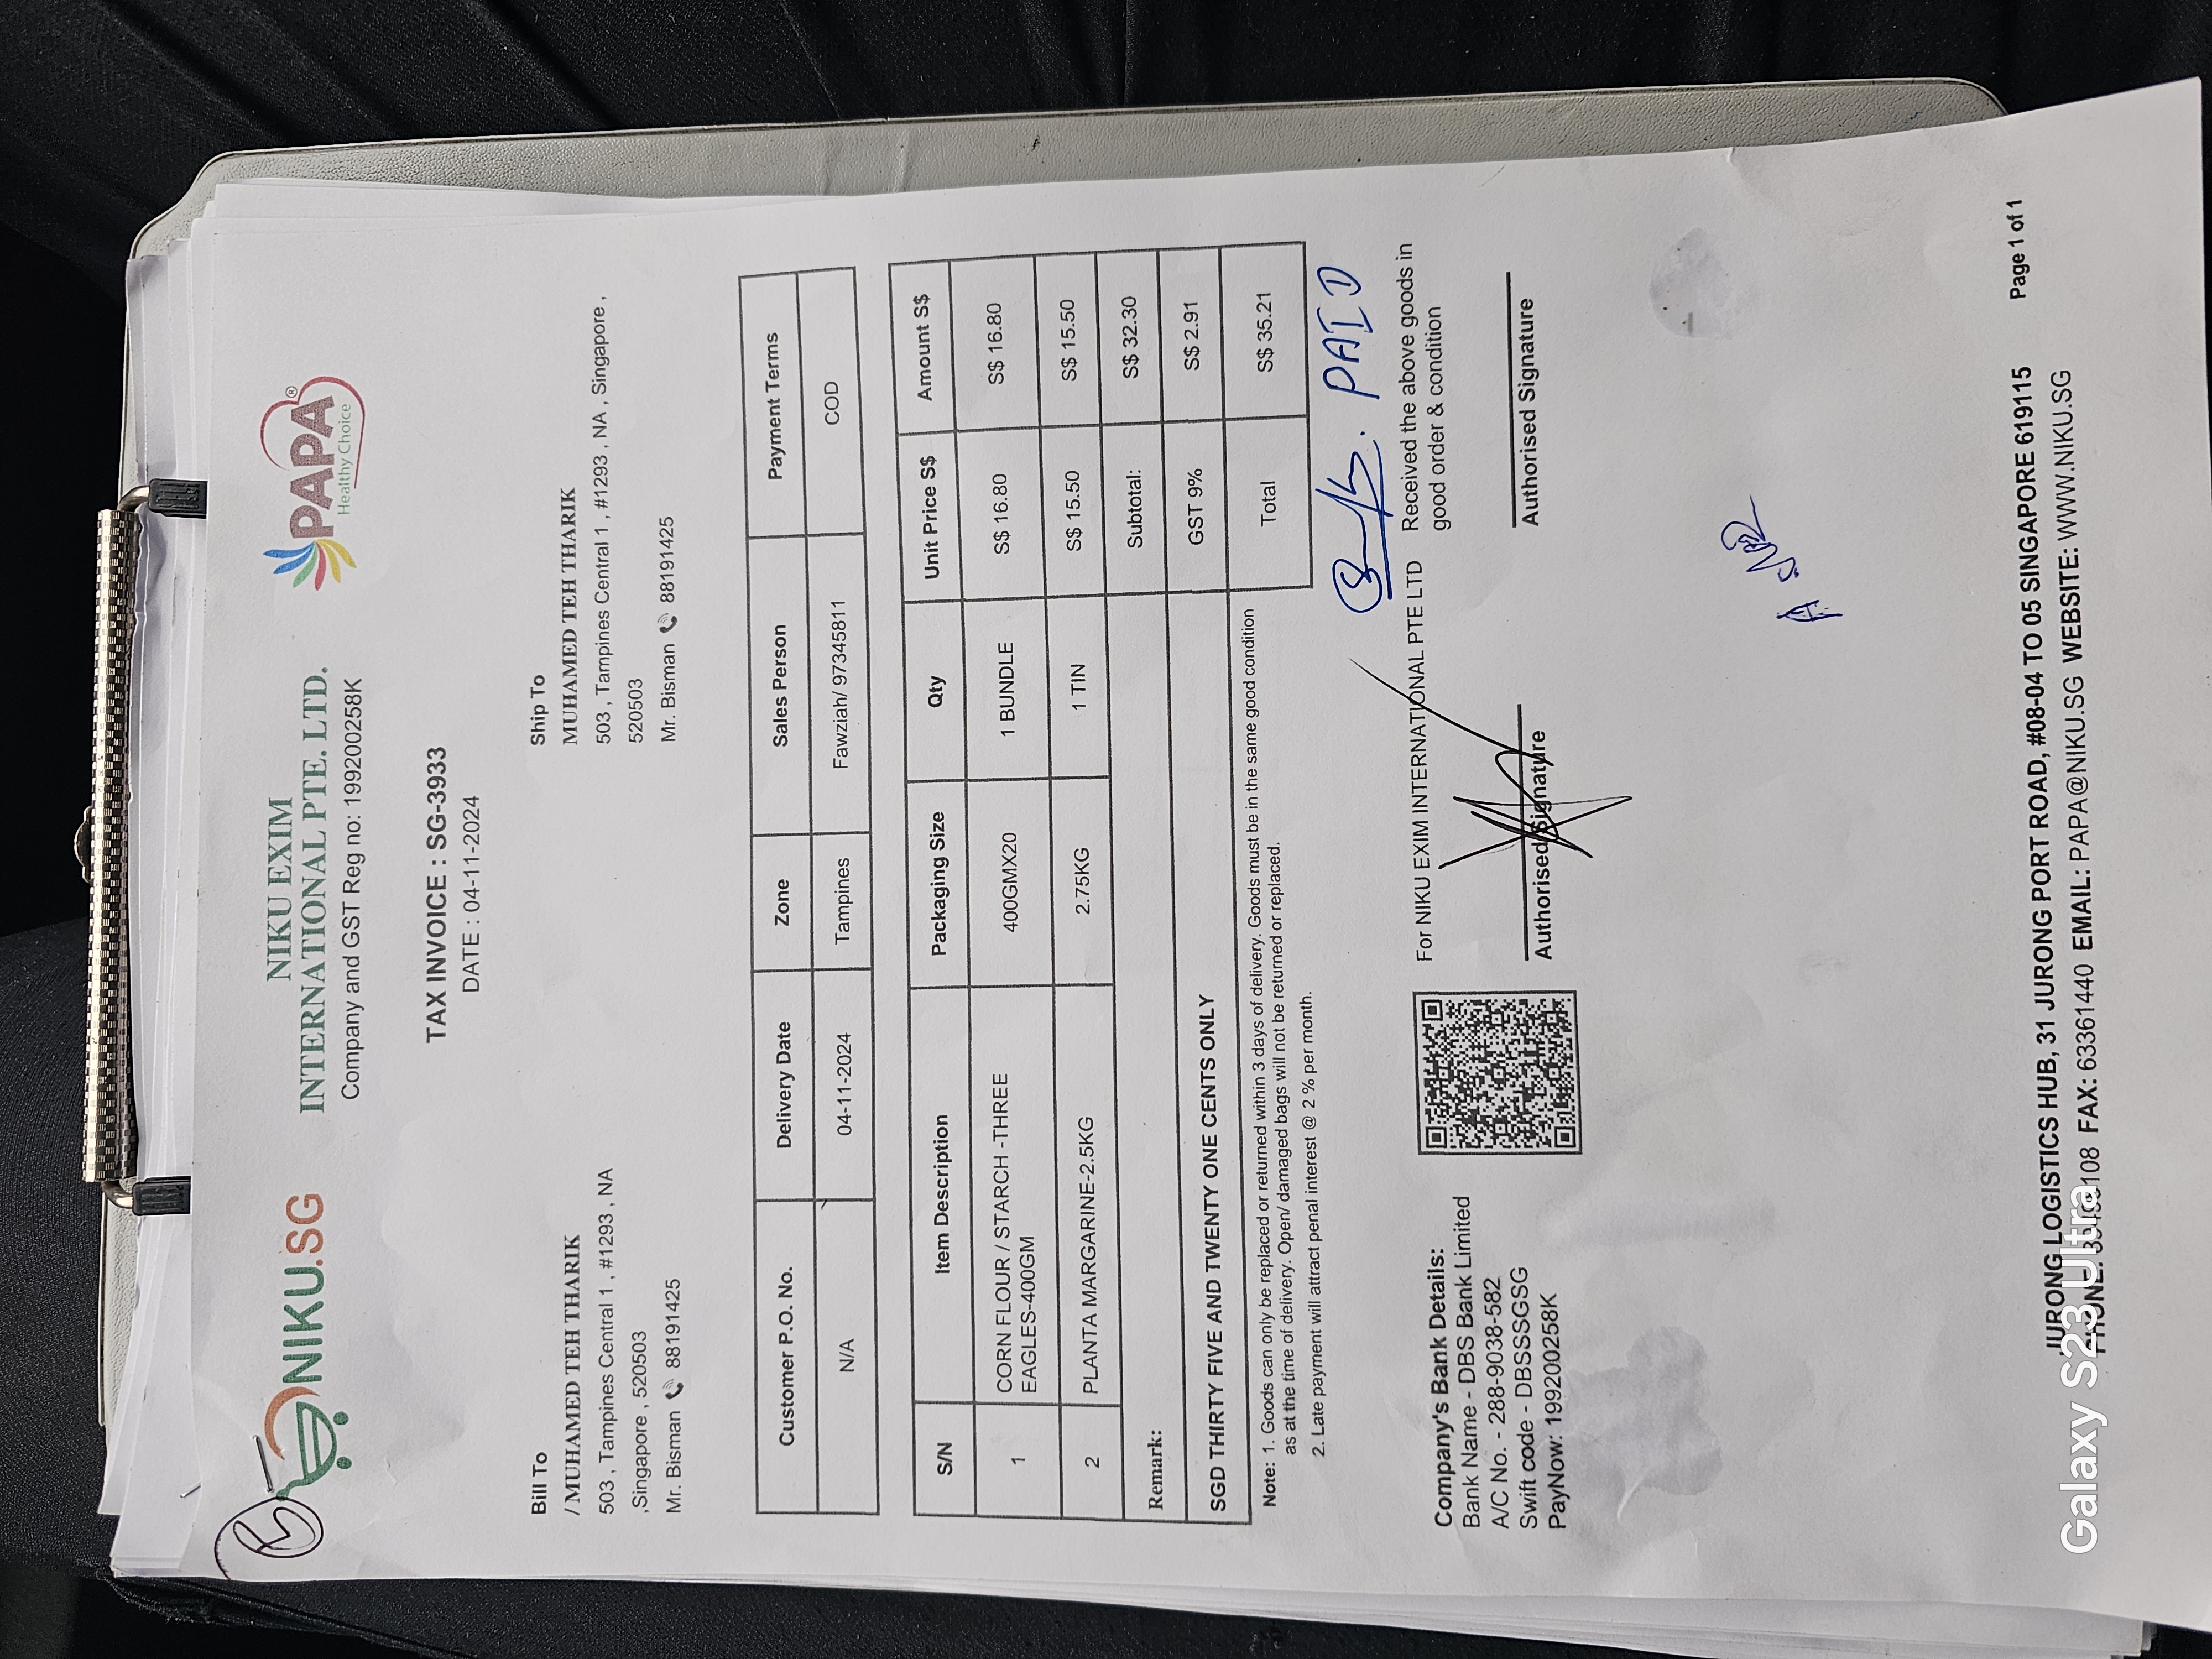 5
NIKU.SG
NIKU EXIM
INTERNATIONAL PTE. LTD.
Company and GST Reg no: 199200258K
PAPA®
Healthy Choice
TAX INVOICE : SG-3933
DATE : 04-11-2024
Bill To
/ MUHAMED TEH THARIK
503 , Tampines Central 1 , #1293 , NA
,Singapore , 520503
Mr. Bisman 88191425
Ship To
MUHAMED TEH THARIK
503 , Tampines Central 1 , #1293 , NA , Singapore ,
520503
Mr. Bisman 88191425
Customer P.O. No. Delivery Date Zone Sales Person Payment Terms
N/A 04-11-2024 Tampines Fawziah/ 97345811 COD
S/N Item Description Packaging Size Qty Unit Price S$ Amount S$
1 CORN FLOUR / STARCH -THREE EAGLES-400GM 400GMX20 1 BUNDLE S$ 16.80 S$ 16.80
2 PLANTA MARGARINE-2.5KG 2.75KG 1 TIN S$ 15.50 S$ 15.50
Remark: Subtotal: S$ 32.30
GST 9% S$ 2.91
SGD THIRTY FIVE AND TWENTY ONE CENTS ONLY Total S$ 35.21
Note: 1. Goods can only be replaced or returned within 3 days of delivery. Goods must be in the same good condition
as at the time of delivery. Open/ damaged bags will not be returned or replaced.
2. Late payment will attract penal interest @ 2 % per month.
PAID
Company's Bank Details:
Bank Name - DBS Bank Limited
A/C No. - 288-9038-582
Swift code - DBSSSGSG
PayNow: 199200258K
For NIKU EXIM INTERNATIONAL PTE LTD
Authorised Signature
Received the above goods in
good order & condition
Authorised Signature
JURONG LOGISTICS HUB, 31 JURONG PORT ROAD, #08-04 TO 05 SINGAPORE 619115
PHONE: FAX: 63361440 EMAIL: PAPA@NIKU.SG WEBSITE: WWW.NIKU.SG
Page 1 of 1
Galaxy S23 Ultra